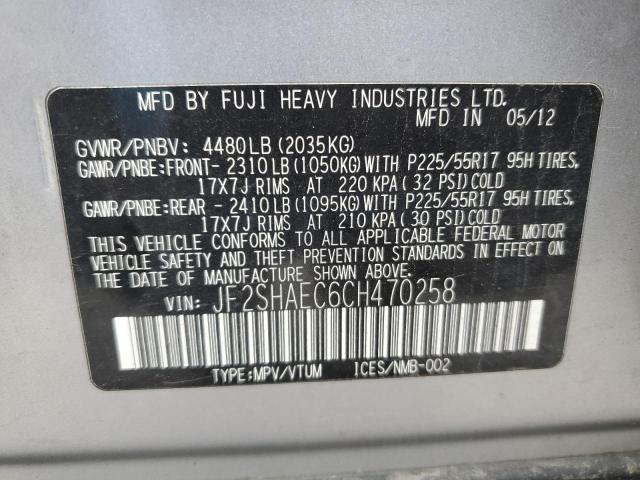 MFD BY FUJI HEAVY INDUSTRIES LTD.
MFD IN 05/12
GVWR/PNBV: 4480LB(2035KG)
GAWR/PNBE:FRONT- 2310LB(1050KG)WITH P225/55R17 95H TIRES,
17X7J RIMS AT 220 KPA( 32 PSI)COLD
GAWR/PNBE:REAR - 2410LB(1095KG)WITH P225/55R17 95H TIRES,
17X7J RIMS AT 210 KPA( 30 PSI)COLD
THIS VEHICLE CONFORMS TO ALL APPLICABLE FEDERAL MOTOR
VEHICLE SAFETY AND THEFT PREVENTION STANDARDS IN EFFECT ON
THE DATE OF MANUFACTURE SHOWN ABOVE.
VIN: JF2SHAEC6CH470258
TYPE:MPV/VTUM ICES/NMB-002